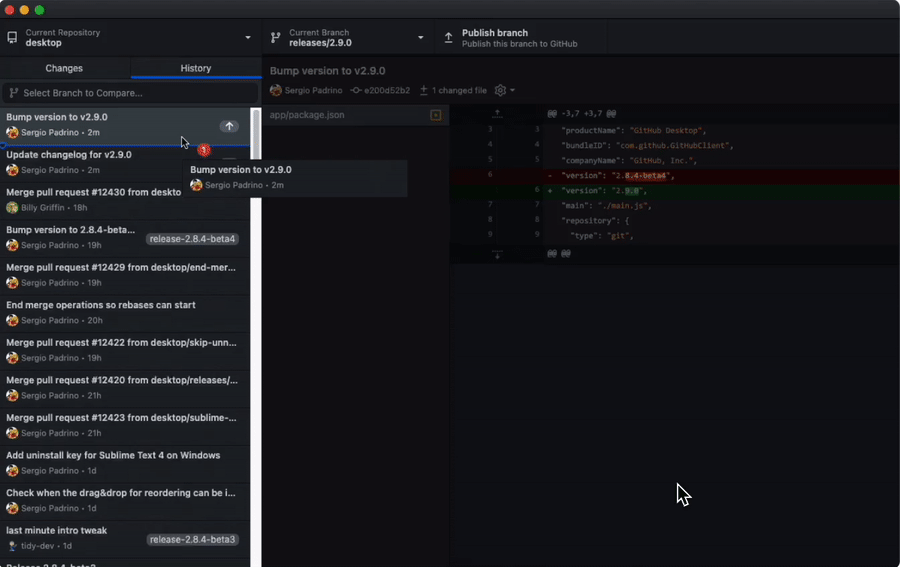 Current Repository
desktop
Current Branch
releases/2.9.0
Publish branch
Publish this branch to GitHub
Changes
History
Select Branch to Compare...
Bump version to v2.9.0
Sergio Padrino • 2m
Update changelog for v2.9.0
Sergio Padrino • 2m
Merge pull request #12430 from deskto
Billy Griffin • 18h
Bump version to 2.8.4-beta...
release-2.8.4-beta4
Sergio Padrino • 19h
Merge pull request #12429 from desktop/end-mer...
Sergio Padrino • 19h
End merge operations so rebases can start
Sergio Padrino • 20h
Merge pull request #12422 from desktop/skip-unn...
Sergio Padrino • 19h
Merge pull request #12420 from desktop/releases/...
Sergio Padrino • 21h
Merge pull request #12423 from desktop/sublime-...
Sergio Padrino • 21h
Add uninstall key for Sublime Text 4 on Windows
Sergio Padrino • 1d
Check when the drag&drop for reordering can be i...
Sergio Padrino • 1d
last minute intro tweak
release-2.8.4-beta3
tidy-dev • 1d
Release 2.8.4-beta3
1
Bump version to v2.9.0
Sergio Padrino • 2m
Bump version to v2.9.0
Sergio Padrino e200d52b2 1 changed file
app/package.json
@@ -3,7 +3,7 @@
3 3 "productName": "GitHub Desktop",
4 4 "bundleID": "com.github.GitHubClient",
5 5 "companyName": "GitHub, Inc.",
6 - "version": "2.8.4-beta4",
6 + "version": "2.9.0",
7 7 "main": "./main.js",
8 8 "repository": {
9 9 "type": "git",
@@ @@